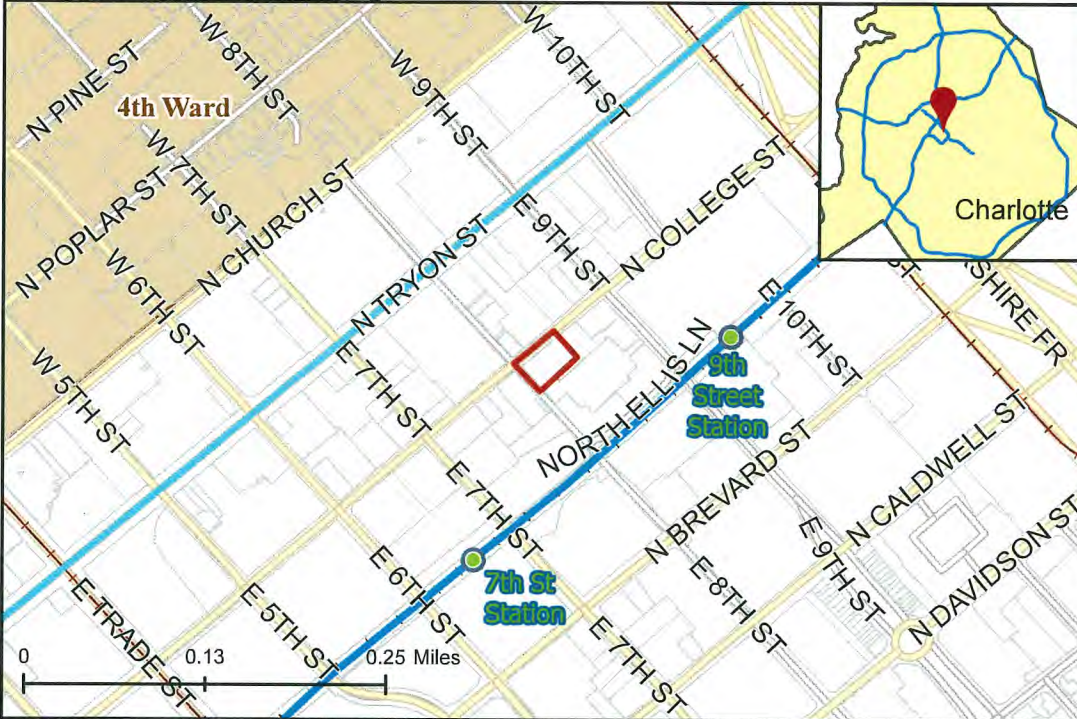 W 8TH ST
W 10TH ST
N PINE ST
W 9TH ST
4th Ward
W 7TH ST
N POPLAR ST
N CHURCH ST
W 6TH ST
N TRYON ST
E 9TH ST
N COLLEGE ST
Charlotte
ST
E 10TH ST
SHIRE FR
W 5TH ST
E 7TH ST
NORTH ELLIS LN
9th
Street
Station
N CALDWELL ST
E 7TH ST
N BREVARD ST
E 9TH ST
N DAVIDSON ST
E 6TH ST
7th St
Station
E 8TH ST
E TRADE ST
E 5TH ST
E 7TH ST
0 0.13 0.25 Miles